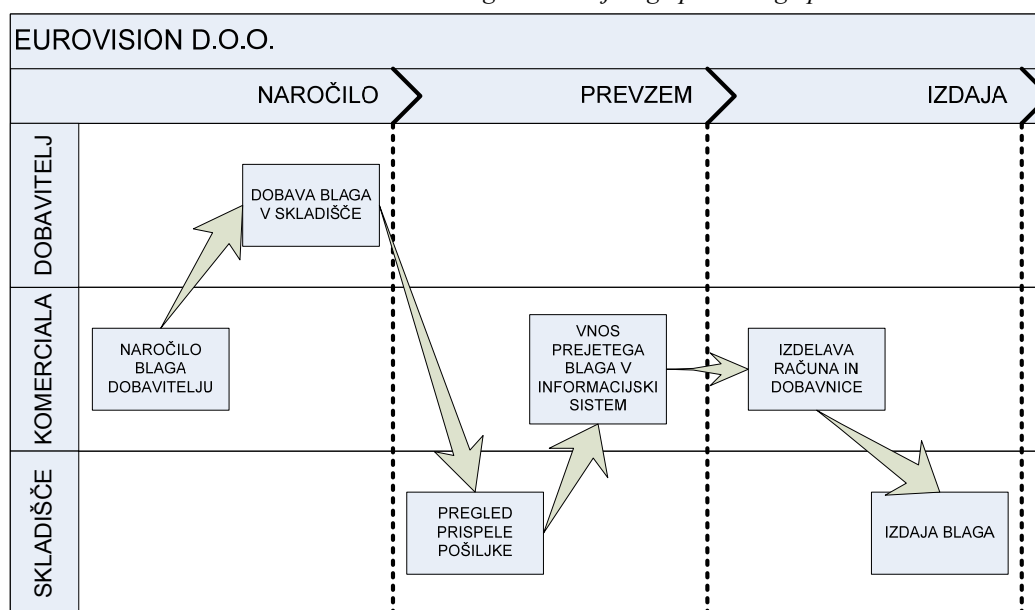 EUROVISION D.O.O.
NAROČILO
PREVZEM
IZDAJA
DOBAVITELJ
DOBAVA BLAGA
V SKLADIŠČE
KOMERCIALA
NAROČILO
BLAGA
DOBAVITELJU
VNOS
PREJETEGA
BLAGA V
INFORMACIJSKI
SISTEM
IZDELAVA
RAČUNA IN
DOBAVNICE
SKLADIŠČE
PREGLED
PRISPELE
POŠILJKE
IZDAJA BLAGA